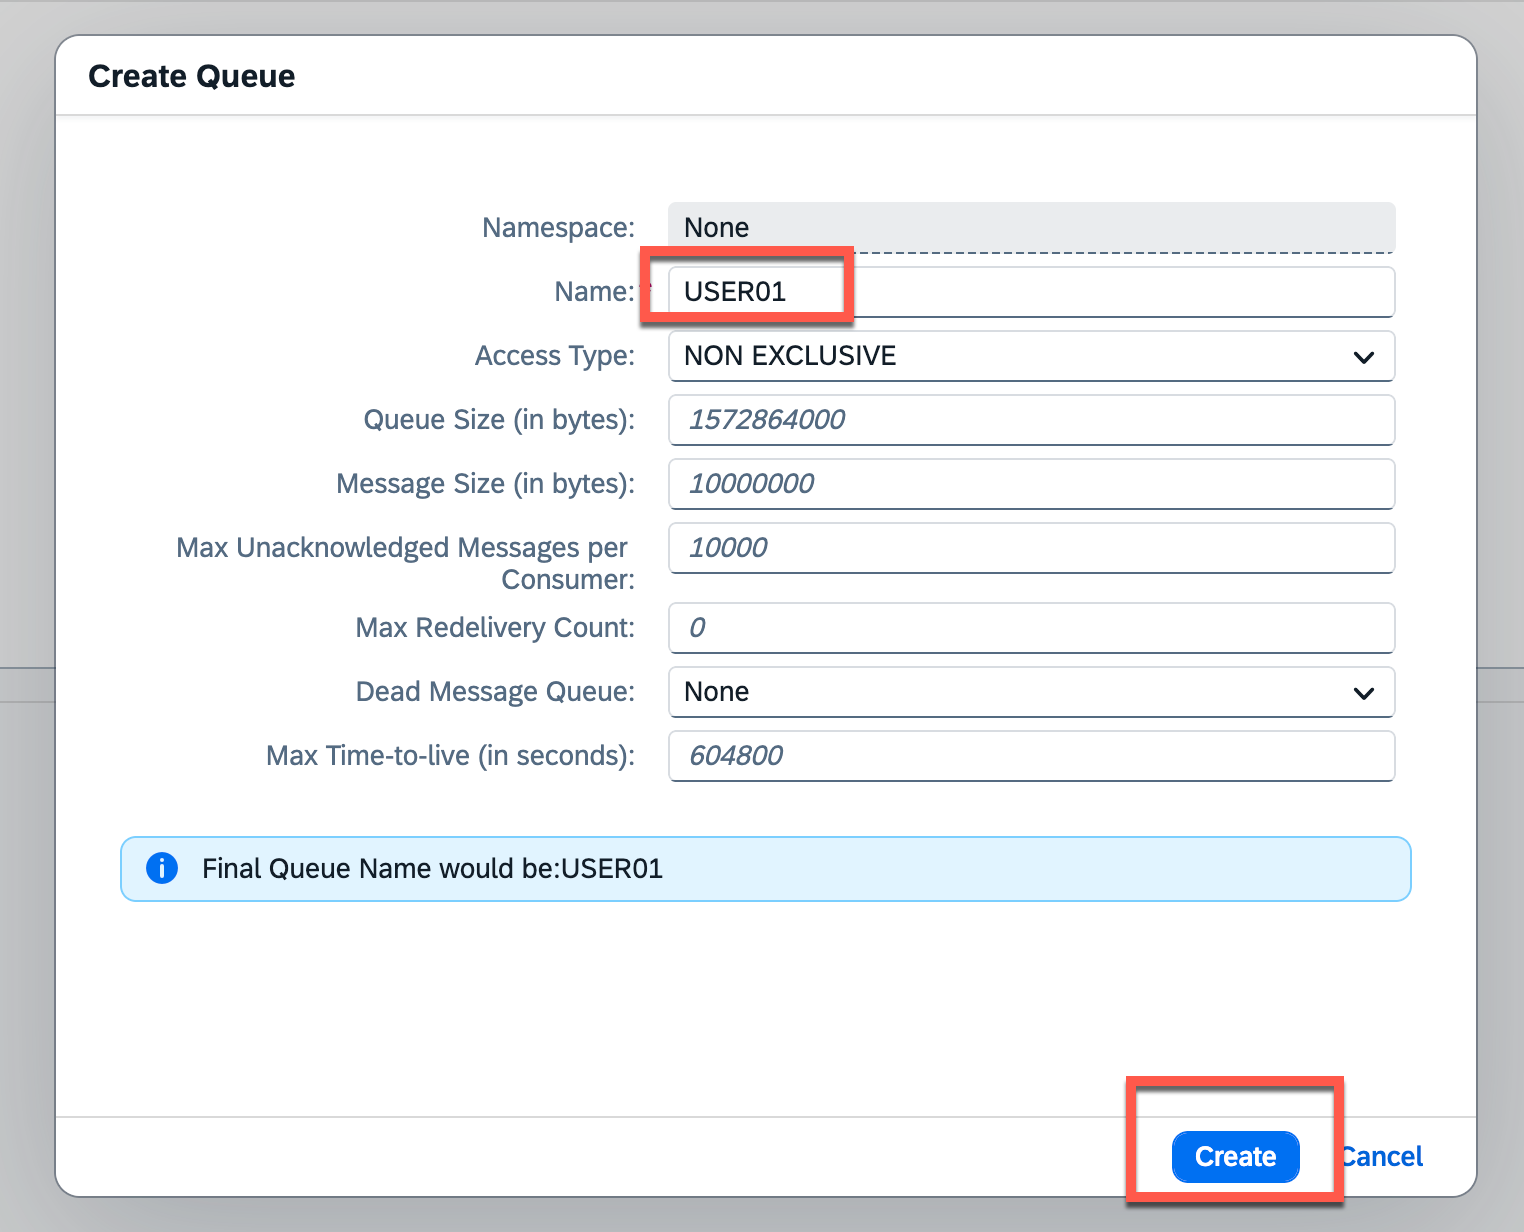 Create Queue
Namespace: None
Name:* USER01
Access Type: NON EXCLUSIVE
Queue Size (in bytes): 1572864000
Message Size (in bytes): 10000000
Max Unacknowledged Messages per
Consumer: 10000
Max Redelivery Count: 0
Dead Message Queue: None
Max Time-to-live (in seconds): 604800
Final Queue Name would be:USER01
Create Cancel